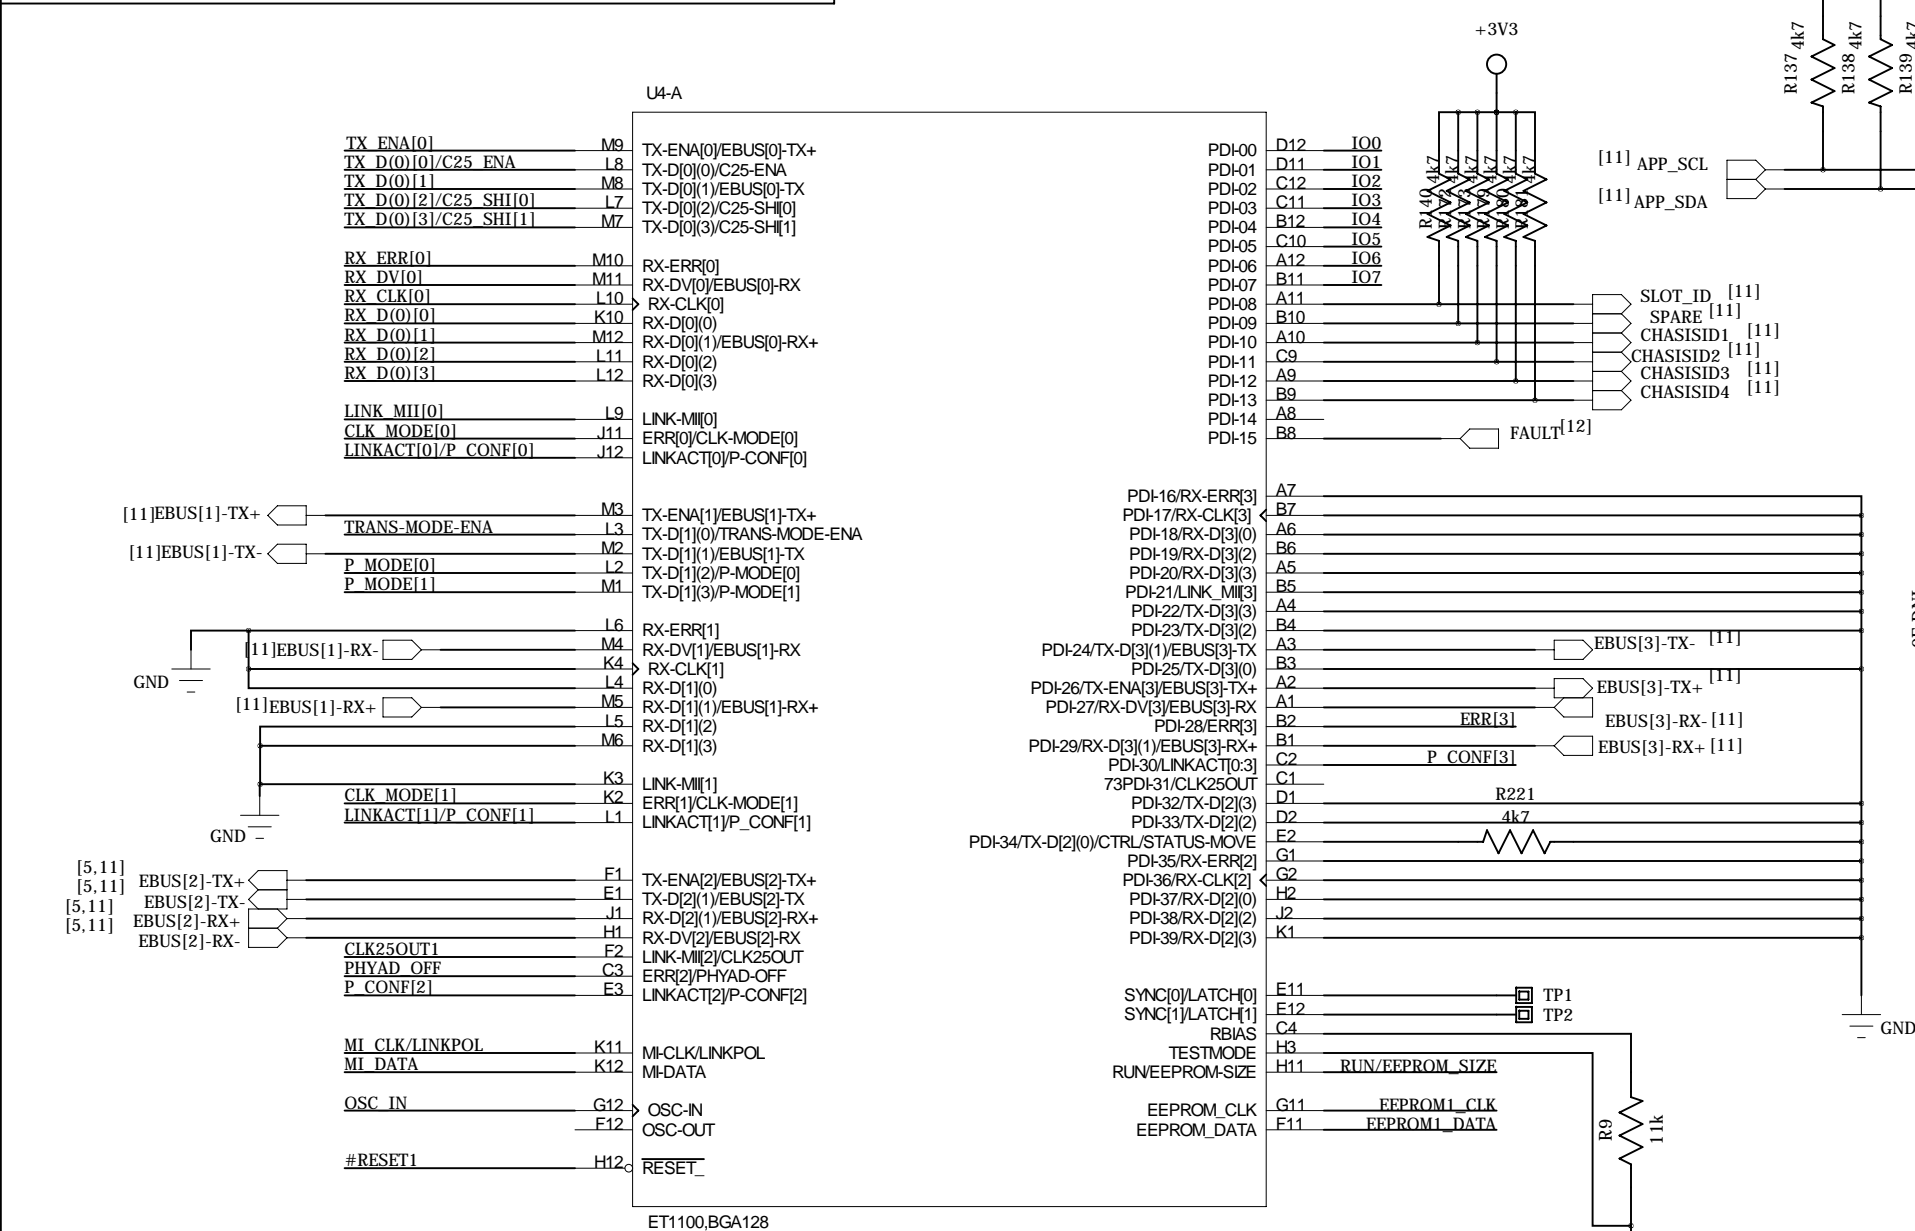 +3V3
R137 4k7
R138 4k7
R139 4k7
U4-A
TX_ENA[0] M9 TX-ENA[0]/EBUS[0]-TX+
TX_D(0)[0]/C25_ENA L8 TX-D[0](0)/C25-ENA
TX_D(0)[1] M8 TX-D[0](1)/EBUS[0]-TX
TX_D(0)[2]/C25_SHI[0] L7 TX-D[0](2)/C25-SHI[0]
TX_D(0)[3]/C25_SHI[1] M7 TX-D[0](3)/C25-SHI[1]
RX_ERR[0] M10 RX-ERR[0]
RX_DV[0] M11 RX-DV[0]/EBUS[0]-RX
RX_CLK[0] L10 RX-CLK[0]
RX_D(0)[0] K10 RX-D[0](0)
RX_D(0)[1] M12 RX-D[0](1)/EBUS[0]-RX+
RX_D(0)[2] L11 RX-D[0](2)
RX_D(0)[3] L12 RX-D[0](3)
LINK_MII[0] L9 LINK-MII[0]
CLK_MODE[0] J11 ERR[0]/CLK-MODE[0]
LINKACT[0]/P_CONF[0] J12 LINKACT[0]/P-CONF[0]
[11]EBUS[1]-TX+ M3 TX-ENA[1]/EBUS[1]-TX+
TRANS-MODE-ENA L3 TX-D[1](0)/TRANS-MODE-ENA
[11]EBUS[1]-TX- M2 TX-D[1](1)/EBUS[1]-TX
P_MODE[0] L2 TX-D[1](2)/P-MODE[0]
P_MODE[1] M1 TX-D[1](3)/P-MODE[1]
L6 RX-ERR[1]
[11]EBUS[1]-RX- M4 RX-DV[1]/EBUS[1]-RX
K4 RX-CLK[1]
GND
L4 RX-D[1](0)
[11]EBUS[1]-RX+ M5 RX-D[1](1)/EBUS[1]-RX+
L5 RX-D[1](2)
M6 RX-D[1](3)
K3 LINK-MII[1]
CLK_MODE[1] K2 ERR[1]/CLK-MODE[1]
LINKACT[1]/P_CONF[1] L1 LINKACT[1]/P_CONF[1]
GND
[5,11] EBUS[2]-TX+ F1 TX-ENA[2]/EBUS[2]-TX+
[5,11] EBUS[2]-TX- E1 TX-D[2](1)/EBUS[2]-TX
[5,11] EBUS[2]-RX+ J1 RX-D[2](1)/EBUS[2]-RX+
[5,11] EBUS[2]-RX- H1 RX-DV[2]/EBUS[2]-RX
CLK25OUT1 F2 LINK-MII[2]/CLK25OUT
PHYAD_OFF C3 ERR[2]/PHYAD-OFF
P_CONF[2] E3 LINKACT[2]/P-CONF[2]
MI_CLK/LINKPOL K11 MI-CLK/LINKPOL
MI_DATA K12 MI-DATA
OSC_IN G12 OSC-IN
F12 OSC-OUT
#RESET1 H12 RESET_
PDI-00 D12 IO0
PDI-01 D11 IO1
PDI-02 C12 IO2
PDI-03 C11 IO3
PDI-04 B12 IO4
PDI-05 C10 IO5
PDI-06 A12 IO6
PDI-07 B11 IO7
R140 4k7
R172 4k7
R173 4k7
R179 4k7
R180 4k7
R181 4k7
[11] APP_SCL
[11] APP_SDA
PDI-08 A11 SLOT_ID [11]
PDI-09 B10 SPARE [11]
PDI-10 A10 CHASISID1 [11]
PDI-11 C9 CHASISID2 [11]
PDI-12 A9 CHASISID3 [11]
PDI-13 B9 CHASISID4 [11]
PDI-14 A8
PDI-15 B8 FAULT[12]
PDI-16/RX-ERR[3] A7
PDI-17/RX-CLK[3] B7
PDI-18/RX-D[3](0) A6
PDI-19/RX-D[3](2) B6
PDI-20/RX-D[3](3) A5
PDI-21/LINK_MII[3] B5
PDI-22/TX-D[3](3) A4
PDI-23/TX-D[3](2) B4
PDI-24/TX-D[3](1)/EBUS[3]-TX A3 EBUS[3]-TX- [11]
PDI-25/TX-D[3](0) B3
PDI-26/TX-ENA[3]/EBUS[3]-TX+ A2 EBUS[3]-TX+ [11]
PDI-27/RX-DV[3]/EBUS[3]-RX A1 EBUS[3]-RX- [11]
PDI-28/ERR[3] B2 ERR[3]
PDI-29/RX-D[3](1)/EBUS[3]-RX+ B1 EBUS[3]-RX+ [11]
PDI-30/LINKACT[0:3] C2 P_CONF[3]
73PDI-31/CLK25OUT C1
PDI-32/TX-D[2](3) D1
PDI-33/TX-D[2](2) D2
PDI-34/TX-D[2](0)/CTRL/STATUS-MOVE E2 R221 4k7
PDI-35/RX-ERR[2] G1
PDI-36/RX-CLK[2] G2
PDI-37/RX-D[2](0) H2
PDI-38/RX-D[2](2) J2
PDI-39/RX-D[2](3) K1
SYNC[0]/LATCH[0] E11 TP1
SYNC[1]/LATCH[1] E12 TP2
GND
RBIAS C4
TESTMODE H3
RUN/EEPROM-SIZE H11 RUN/EEPROM_SIZE
EEPROM_CLK G11 EEPROM1_CLK
EEPROM_DATA F11 EEPROM1_DATA
R9 11k
ET1100,BGA128